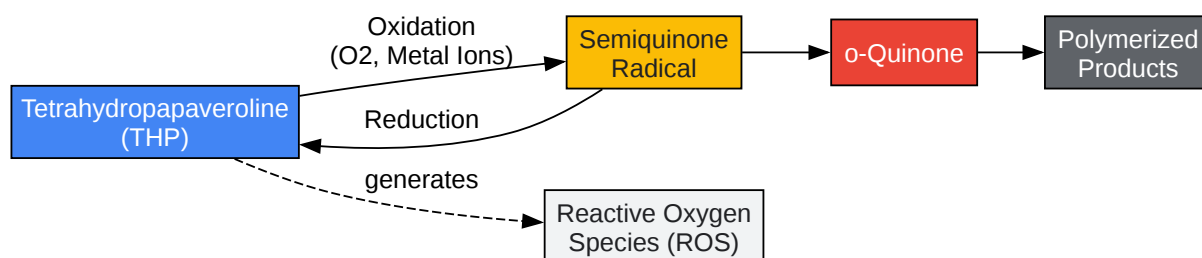 Oxidation
(O2, Metal Ions)
Semiquinone
Radical
o-Quinone
Polymerized
Products
Tetrahydropapaveroline
(THP)
Reduction
generates
Reactive Oxygen
Species (ROS)